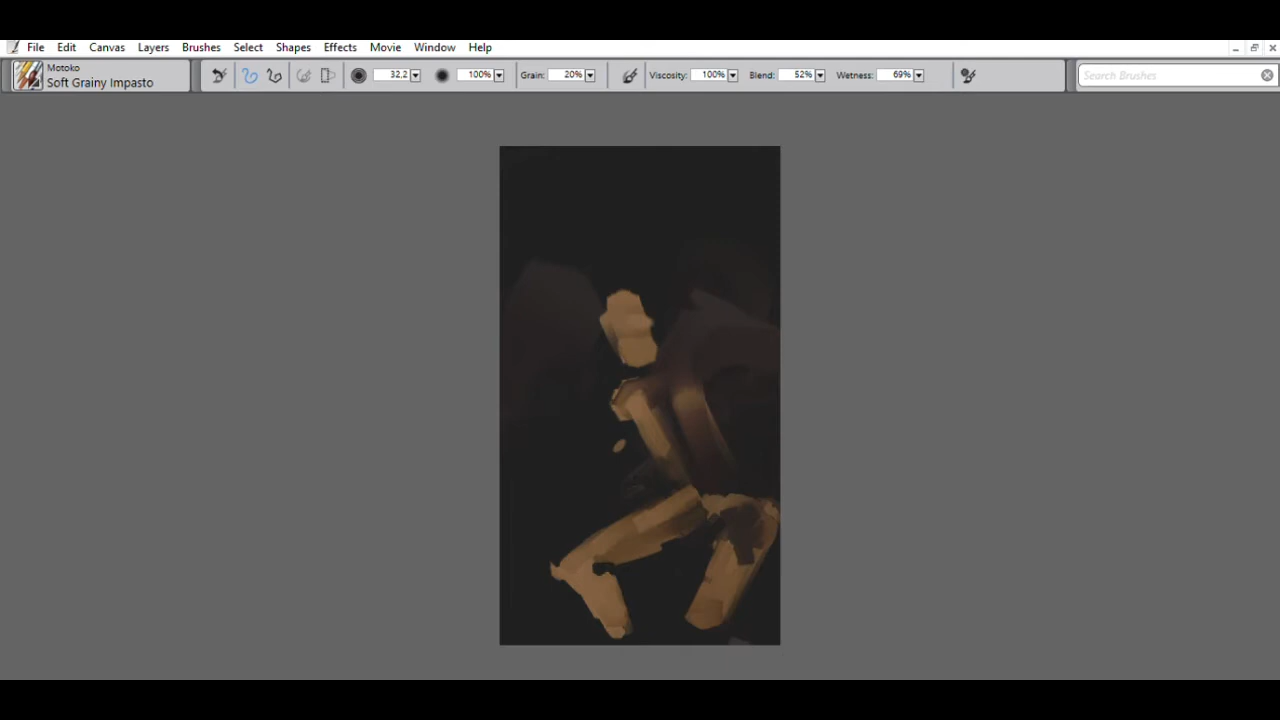 File Edit Canvas Layers Brushes Select Shapes Effects Movie Window Help
Motoko
Soft Grainy Impasto
32,2 100% Grain: 20% Viscosity: 100% Blend: 52% Wetness: 69% Search Brushes